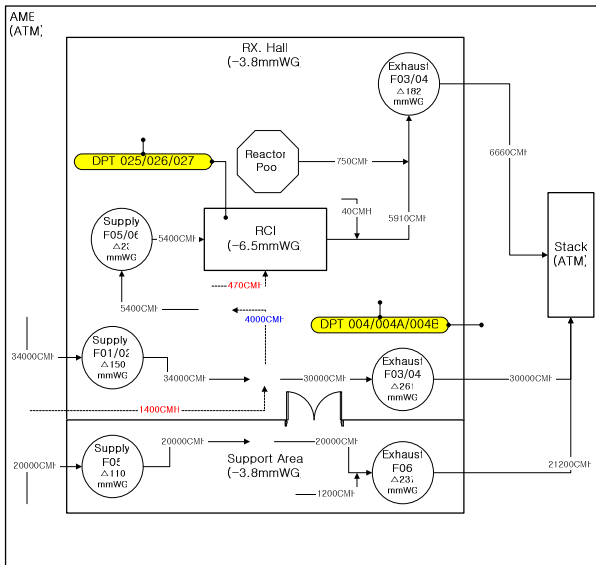 AME
(ATM)
RX. Hall
(-3.8mmWG)
Exhaust
F03/04
△182
mmWG
DPT 025/026/027
Reactor
Poo
750CMH
6660CMH
Supply
F05/06
△2
mmWG
5400CMH
RCI
(-6.5mmWG)
40CMH
5910CMH
Stack
(ATM)
470CMH
5400CMH
4000CMH
DPT 004/004A/004B
34000CMH
Supply
F01/02
△150
mmWG
34000CMH
30000CMH
Exhaust
F03/04
△261
mmWG
30000CMH
1400CMH
20000CMH
Supply
F05
△110
mmWG
20000CMH
Support Area
(-3.8mmWG)
20000CMH
1200CMH
Exhaust
F06
△237
mmWG
21200CMH